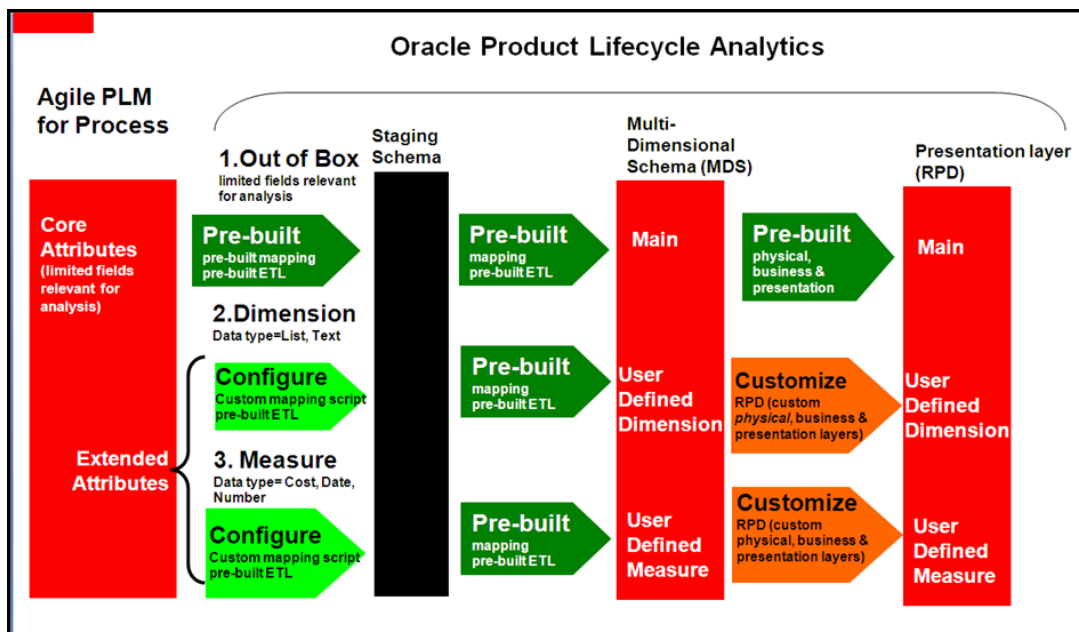 Oracle Product Lifecycle Analytics
Agile PLM
for Process
Core
Attributes
(limited fields
relevant for
analysis)
Extended
Attributes
1.Out of Box
limited fields relevant
for analysis
Pre-built
pre-built mapping
pre-built ETL
2.Dimension
Data type=List, Text
Configure
Custom mapping script
pre-built ETL
3. Measure
Data type= Cost, Date,
Number
Configure
Custom mapping script
pre-built ETL
Staging
Schema
Pre-built
mapping
pre-built ETL
Pre-built
mapping
pre-built ETL
Pre-built
mapping
pre-built ETL
Multi-
Dimensional
Schema (MDS)
Main
User
Defined
Dimension
User
Defined
Measure
Pre-built
physical,
business &
presentation
Customize
RPD (custom
physical, business &
presentation layers)
Customize
RPD (custom
physical, business &
presentation layers)
Presentation layer
(RPD)
Main
User
Defined
Dimension
User
Defined
Measure